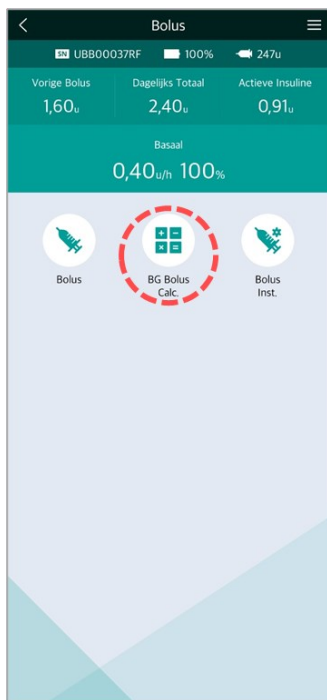 Bolus
SN UBB00037RF 100% 247u
Vorige Bolus Dagelijks Totaal Actieve Insuline
1,60u 2,40u 0,91u
Basaal
0,40u/h 100%
Bolus BG Bolus Bolus
Calc. Inst.